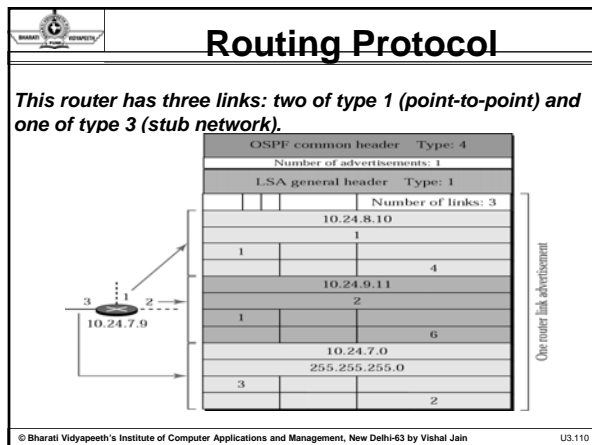 BHARATI
VIDYAPEETH
PUNE
Routing Protocol
This router has three links: two of type 1 (point-to-point) and
one of type 3 (stub network).
OSPF common header Type: 4
Number of advertisements: 1
LSA general header Type: 1
Number of links: 3
10.24.8.10
1
1
4
10.24.9.11
2
1
6
10.24.7.0
255.255.255.0
3
2
3 1 2
10.24.7.9
One router link advertisement
© Bharati Vidyapeeth's Institute of Computer Applications and Management, New Delhi-63 by Vishal Jain
U3.110